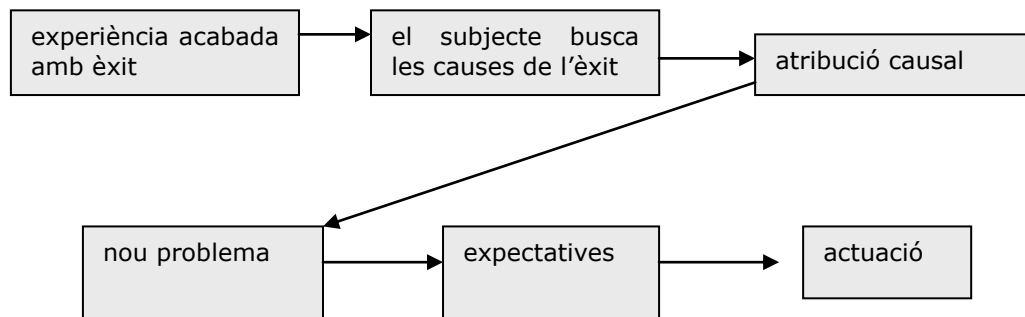 experiència acabada
amb èxit
el subjecte busca
les causes de l'èxit
atribució causal
nou problema
expectatives
actuació